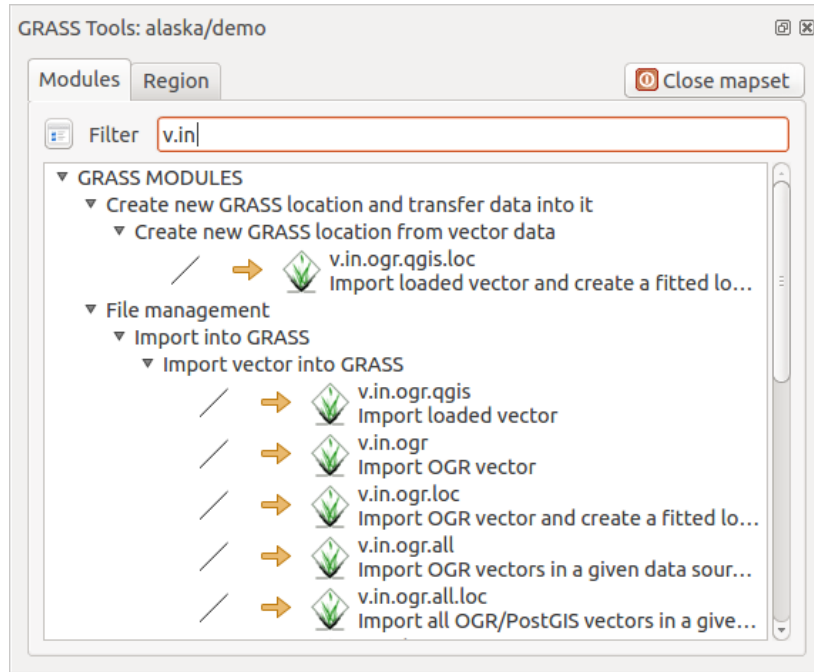 GRASS Tools: alaska/demo
Modules
Region
Close mapset
Filter
v.in
GRASS MODULES
Create new GRASS location and transfer data into it
Create new GRASS location from vector data
v.in.ogr.qgis.loc
Import loaded vector and create a fitted lo...
File management
Import into GRASS
Import vector into GRASS
v.in.ogr.qgis
Import loaded vector
v.in.ogr
Import OGR vector
v.in.ogr.loc
Import OGR vector and create a fitted lo...
v.in.ogr.all
Import OGR vectors in a given data sour...
v.in.ogr.all.loc
Import all OGR/PostGIS vectors in a give...